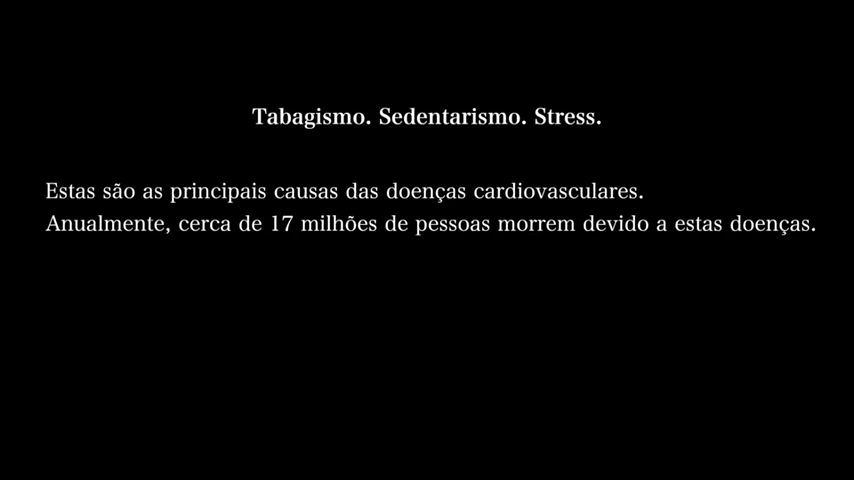 Tabagismo. Sedentarismo. Stress.
Estas são as principais causas das doenças cardiovasculares.
Anualmente, cerca de 17 milhões de pessoas morrem devido a estas doenças.